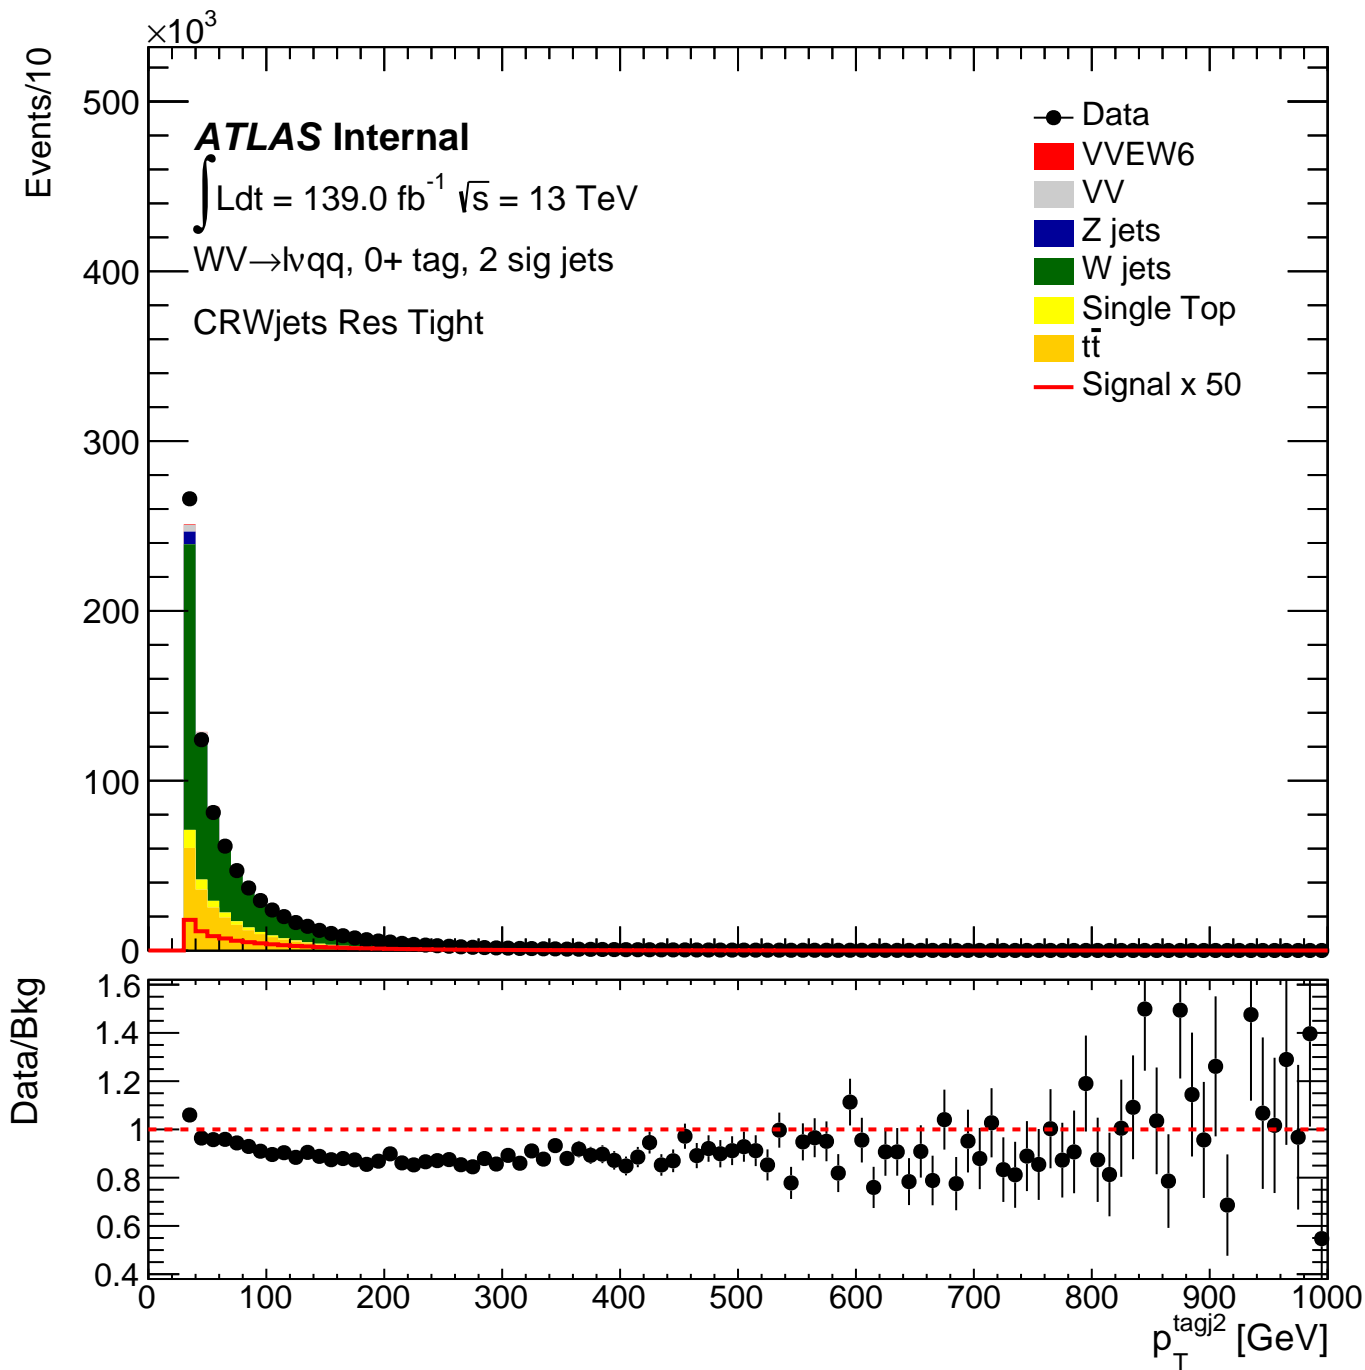 ×10³
Events/10
500
400
300
200
100
0
ATLAS Internal
∫Ldt = 139.0 fb⁻¹ √s = 13 TeV
WV→lνqq, 0+ tag, 2 sig jets
CRWjets Res Tight
Data
VVEW6
VV
Z jets
W jets
Single Top
tt̄
Signal x 50
Data/Bkg
1.6
1.4
1.2
1
0.8
0.6
0.4
0 100 200 300 400 500 600 700 800 900 1000
p_T^tagj2 [GeV]